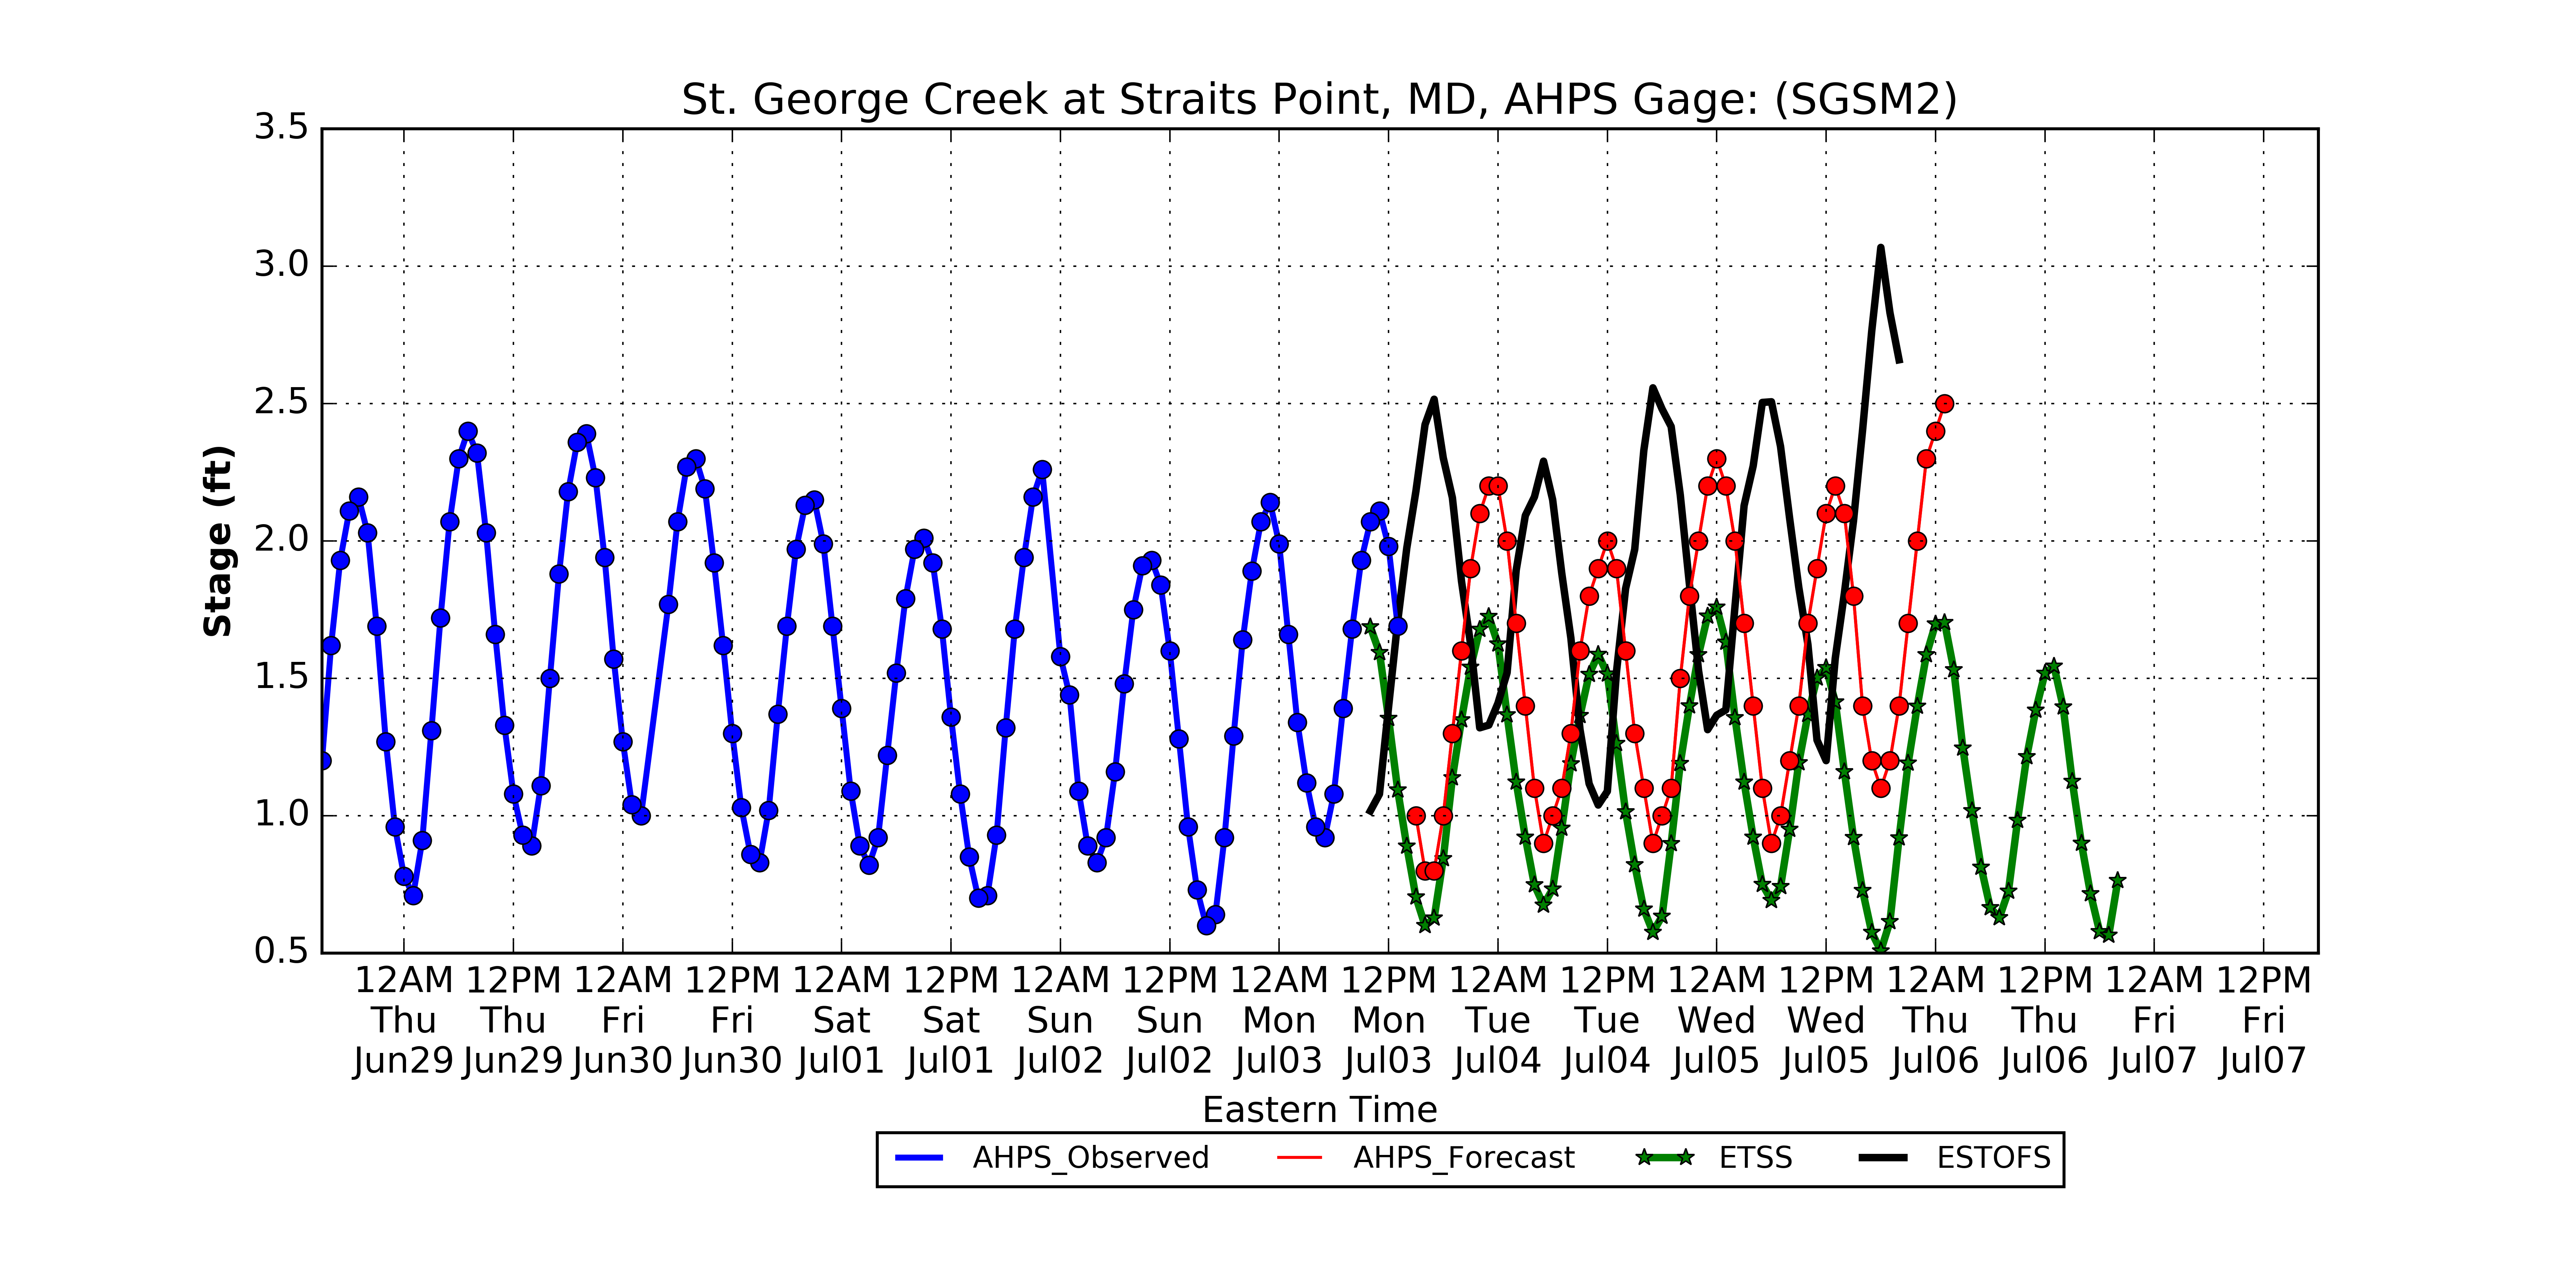 St. George Creek at Straits Point, MD, AHPS Gage: (SGSM2)
3.5
3.0
2.5
2.0
1.5
1.0
0.5
Stage (ft)
12AM 12PM 12AM 12PM 12AM 12PM 12AM 12PM 12AM 12PM 12AM 12PM 12AM 12PM 12AM 12PM 12AM 12PM
Thu Thu Fri Fri Sat Sat Sun Sun Mon Mon Tue Tue Wed Wed Thu Thu Fri Fri
Jun29 Jun29 Jun30 Jun30 Jul01 Jul01 Jul02 Jul02 Jul03 Jul03 Jul04 Jul04 Jul05 Jul05 Jul06 Jul06 Jul07 Jul07
Eastern Time
AHPS_Observed AHPS_Forecast ETSS ESTOFS